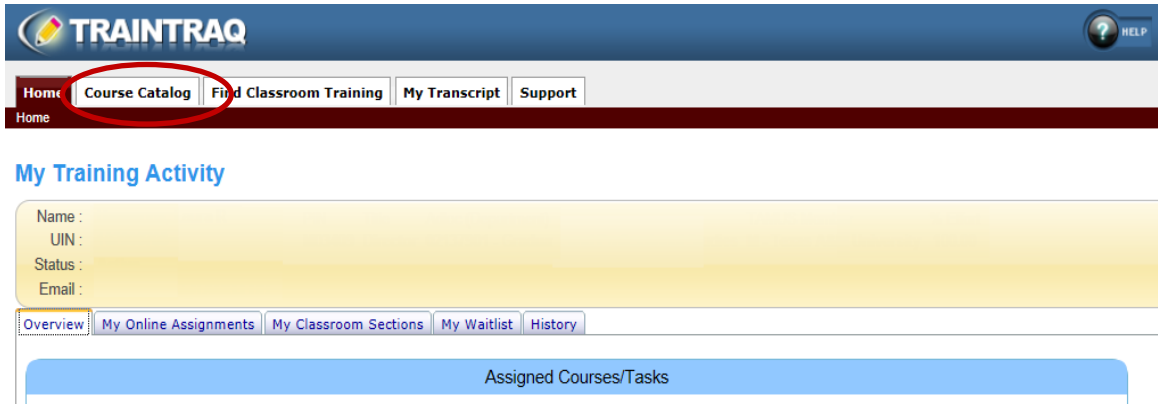 TRAINTRAQ
? HELP
Home Course Catalog Find Classroom Training My Transcript Support
Home
My Training Activity
Name :
UIN :
Status :
Email :
Overview My Online Assignments My Classroom Sections My Waitlist History
Assigned Courses/Tasks